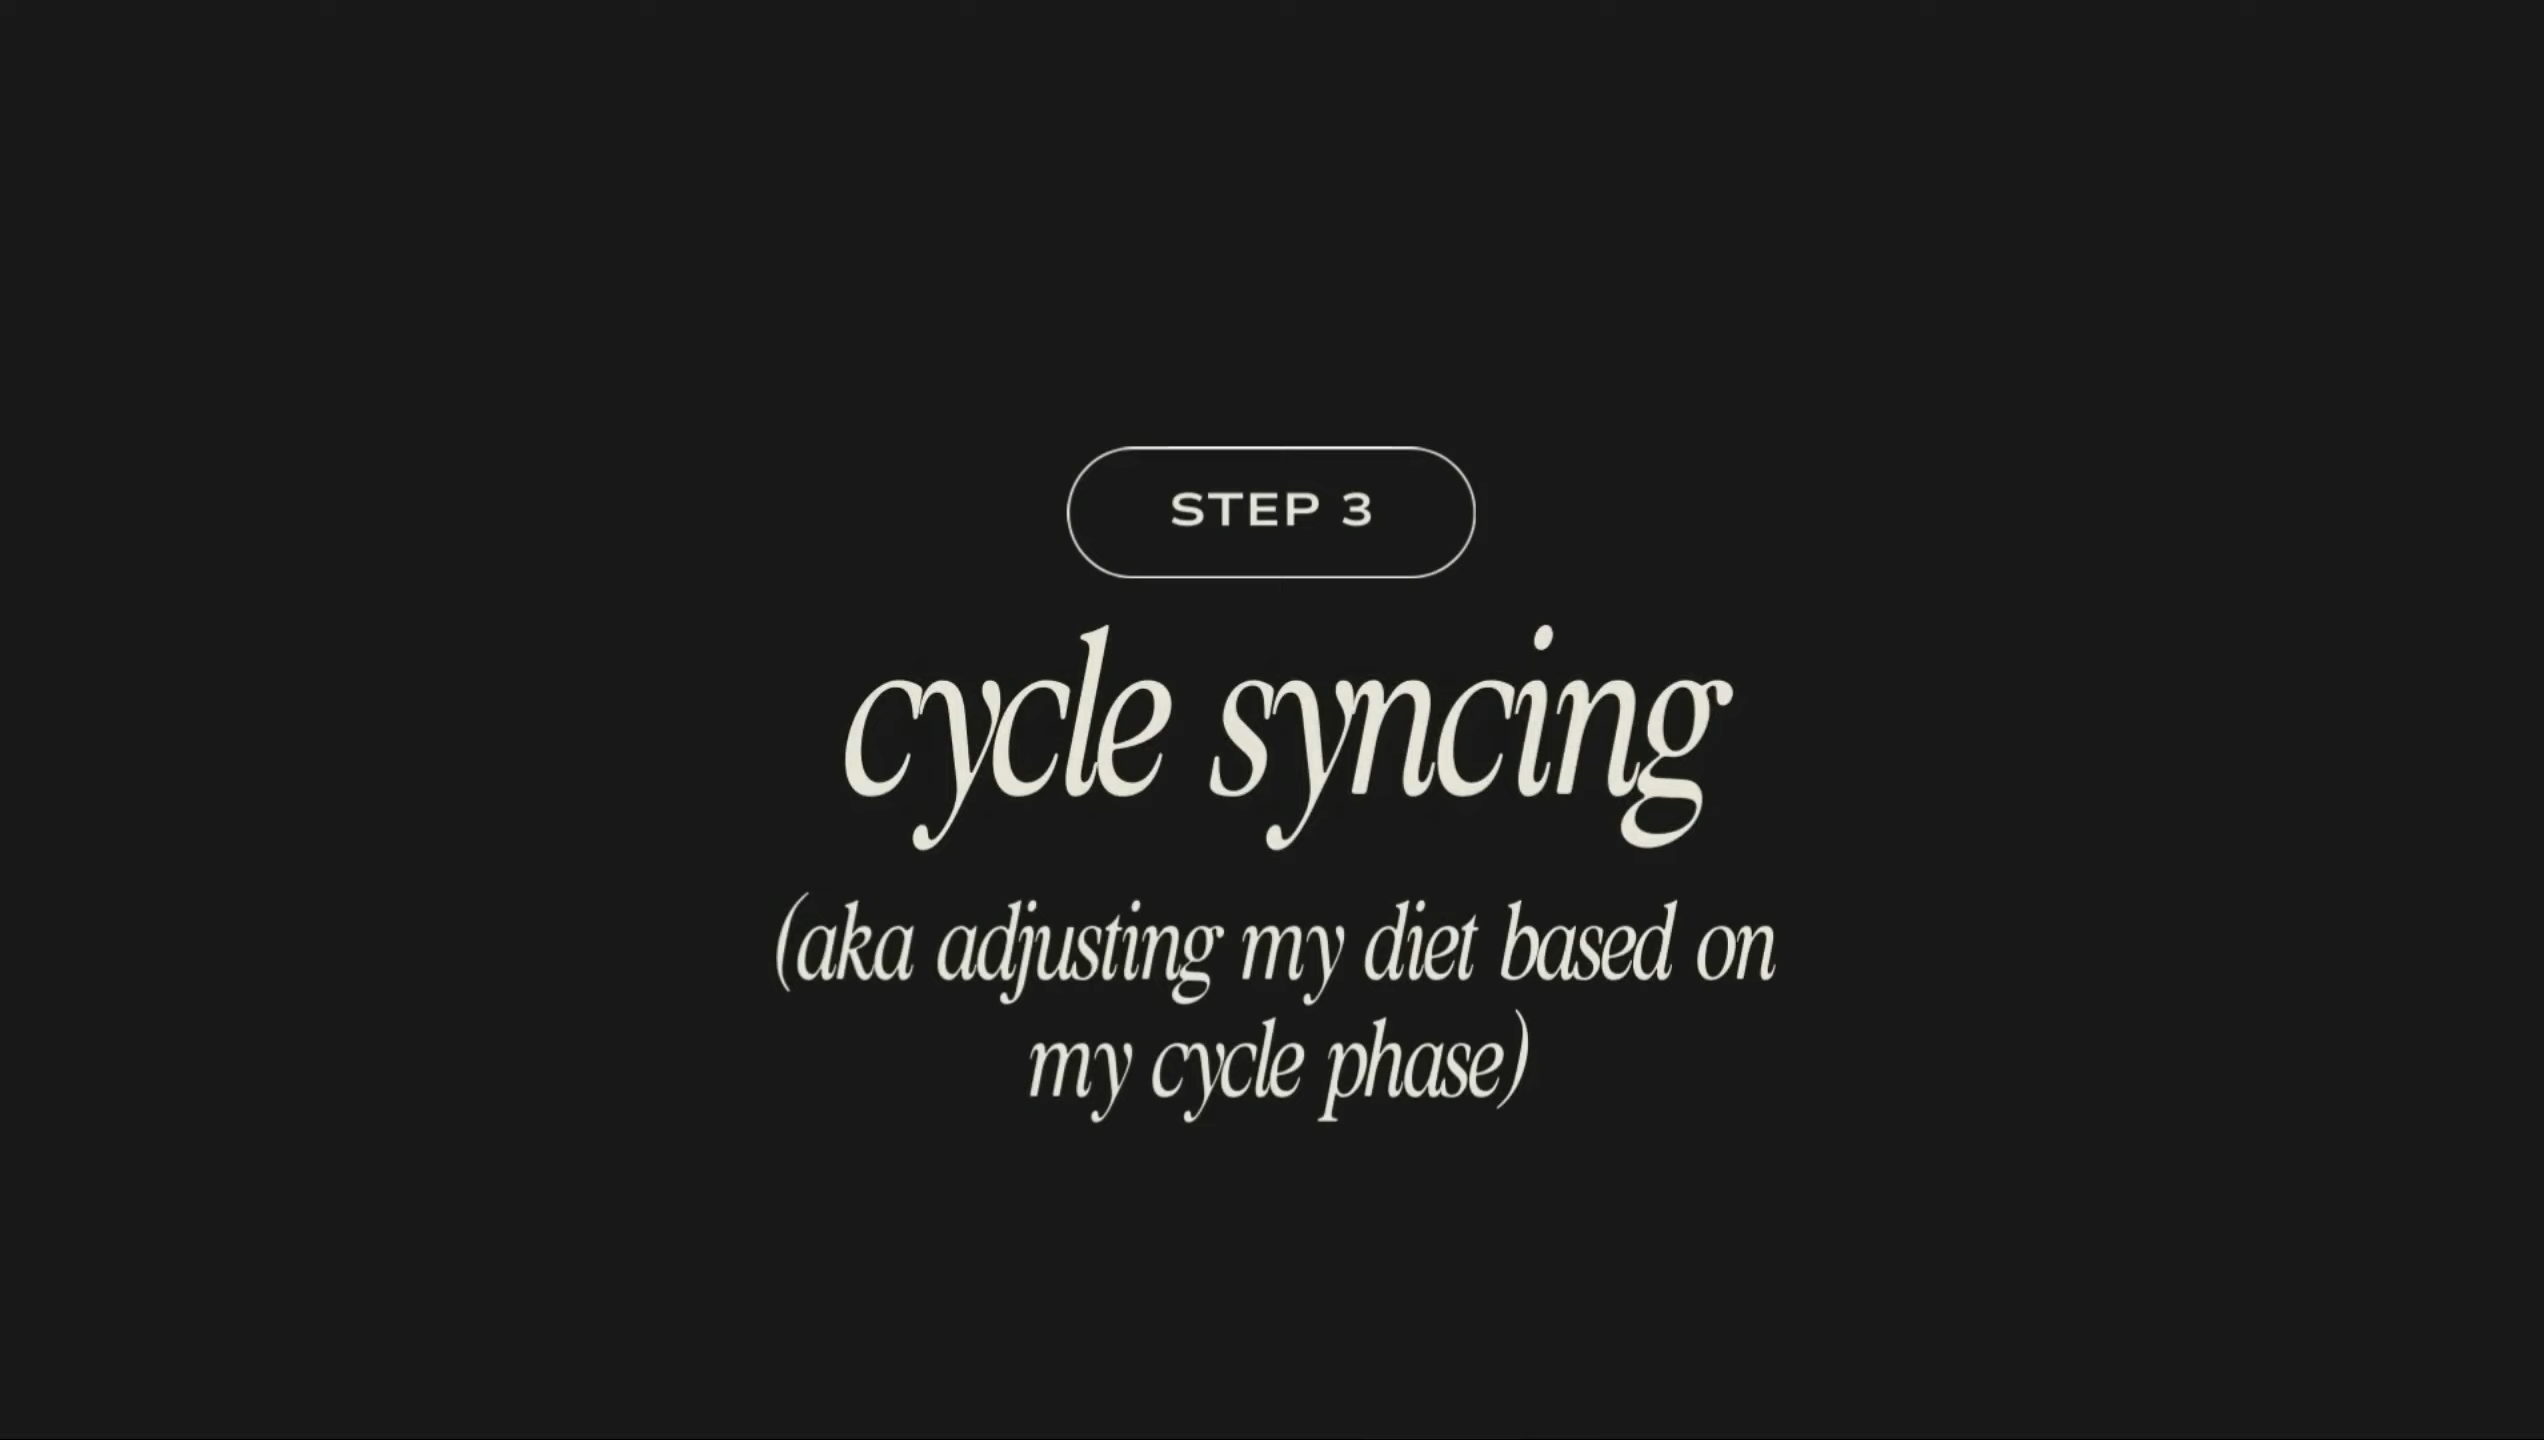 STEP 3
cycle syncing
(aka adjusting my diet based on
my cycle phase)